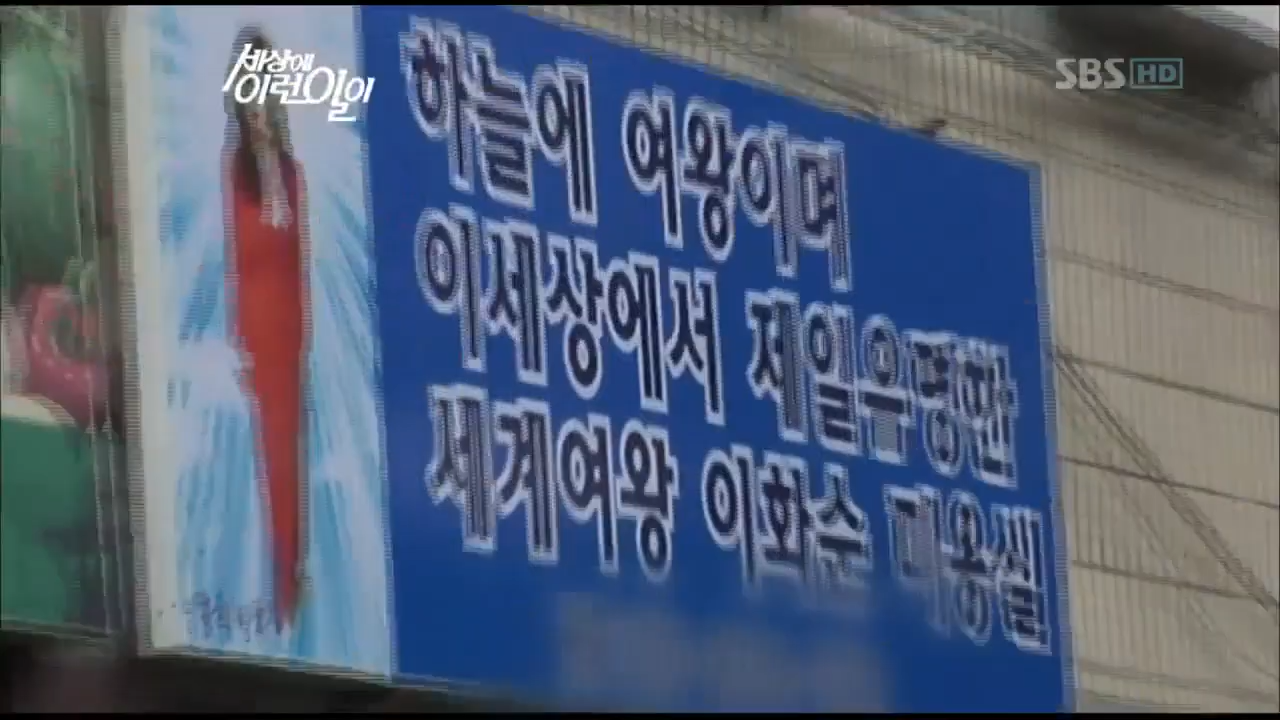 세상에
이런일이
SBS HD
하늘에 여왕이며
이세상에서 제일유명한
세계여왕 이화순 미용실